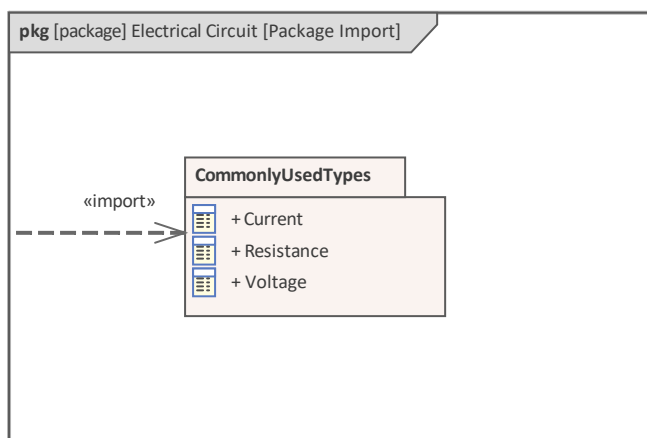 pkg [package] Electrical Circuit [Package Import]
CommonlyUsedTypes
«import»
+ Current
+ Resistance
+ Voltage